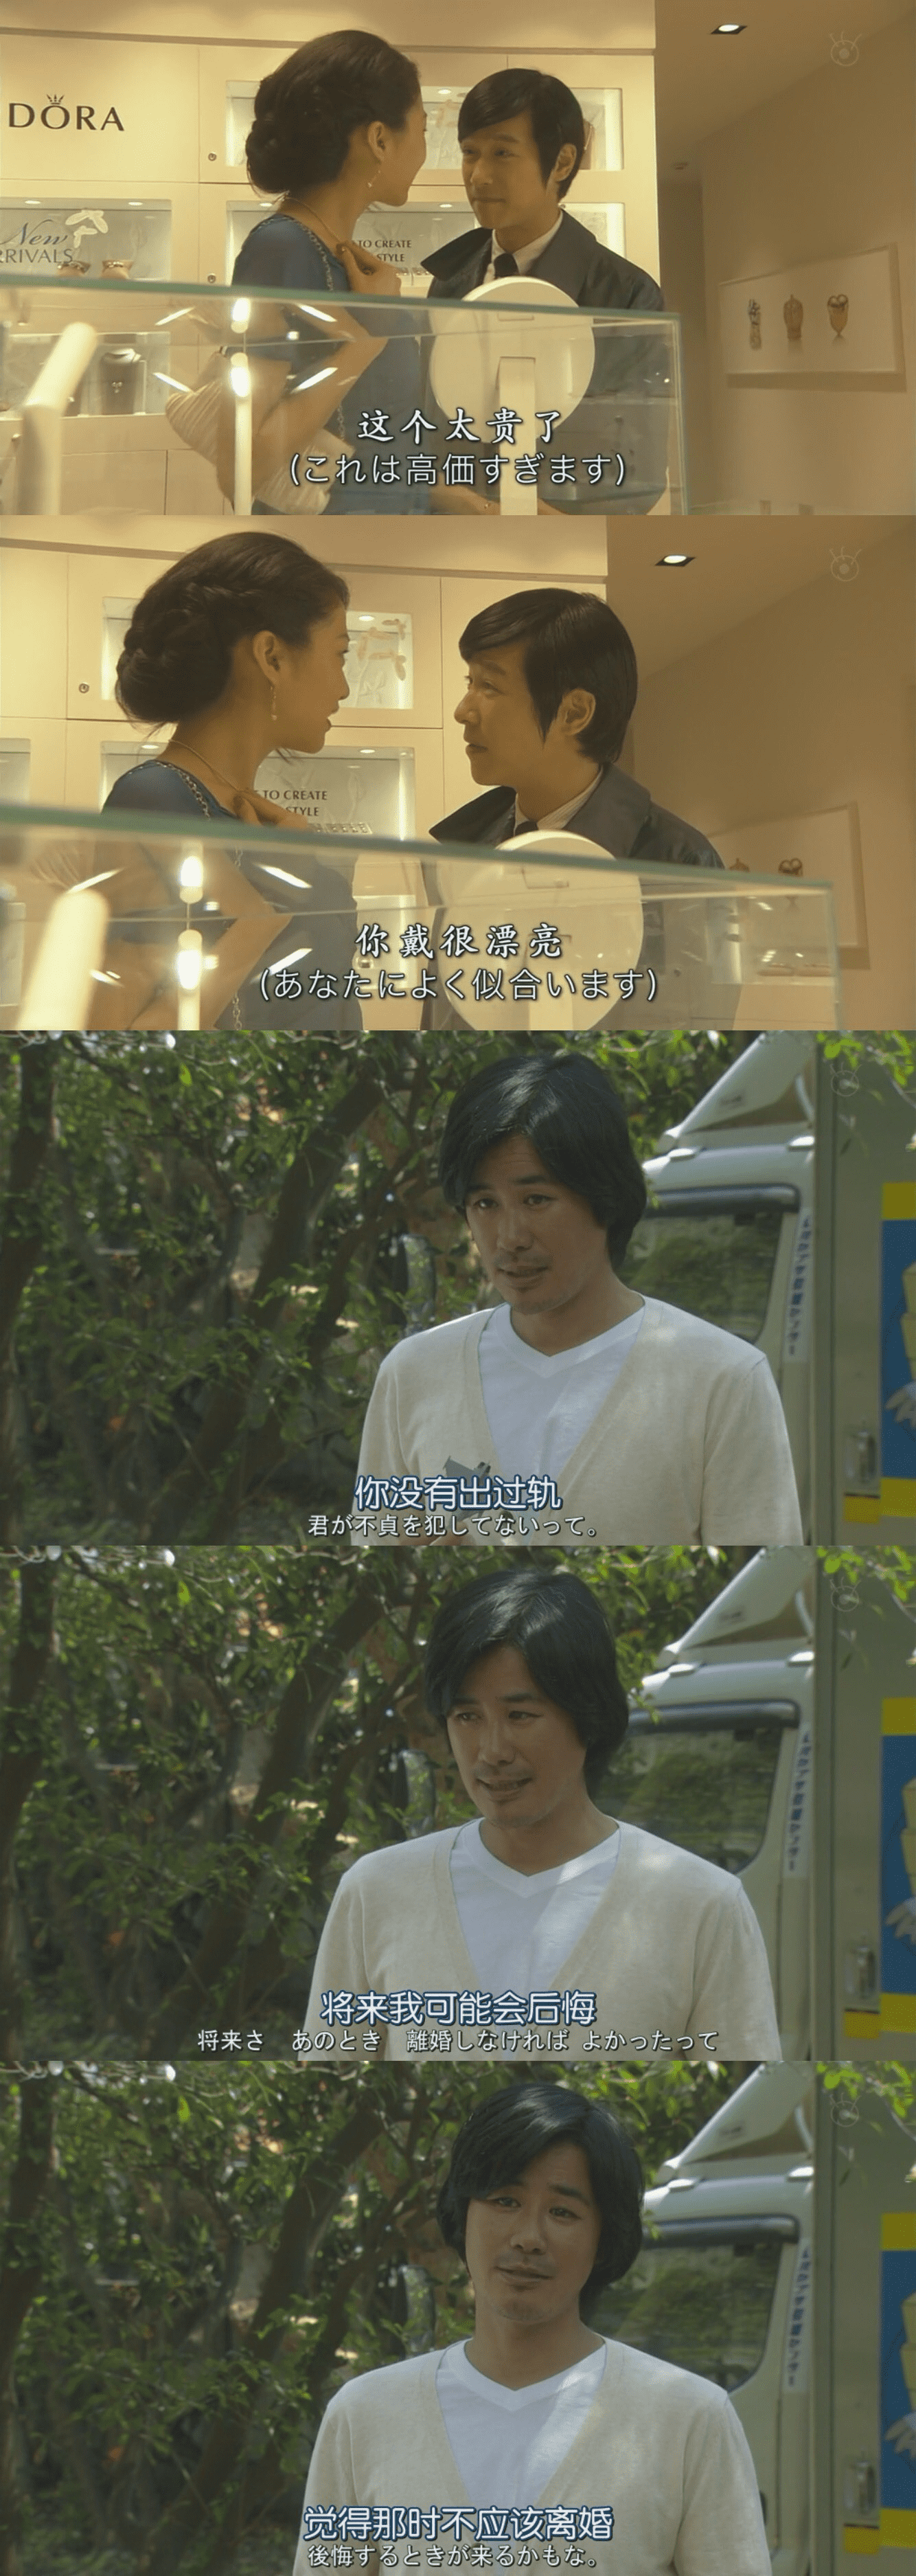 DORA
New
RRIVALS
TO CREATE
STYLE
这个太贵了
(これは高価すぎます)
TO CREATE
STYLE
你戴很漂亮
(あなたによく似合います)
你没有出过轨
君が不貞を犯してないって。
将来我可能会后悔
将来さ あのとき 離婚しなければ よかったって
觉得那时不应该离婚
後悔するときが来るかもな。